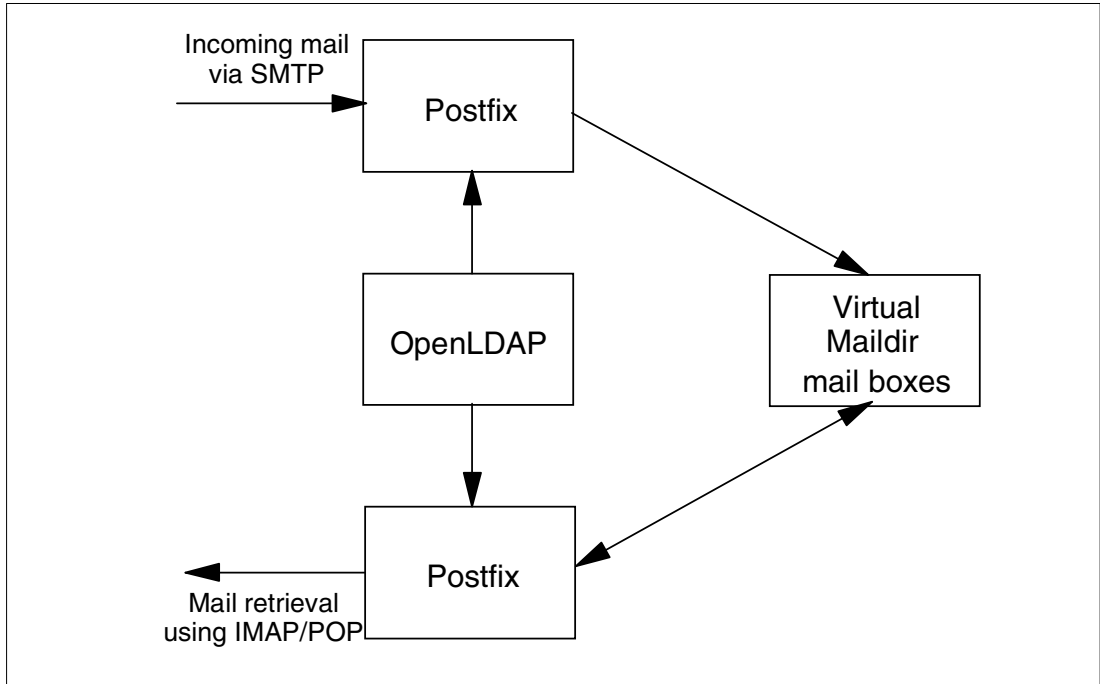 Incoming mail
via SMTP
Postfix
OpenLDAP
Virtual
Maildir
mail boxes
Postfix
Mail retrieval
using IMAP/POP